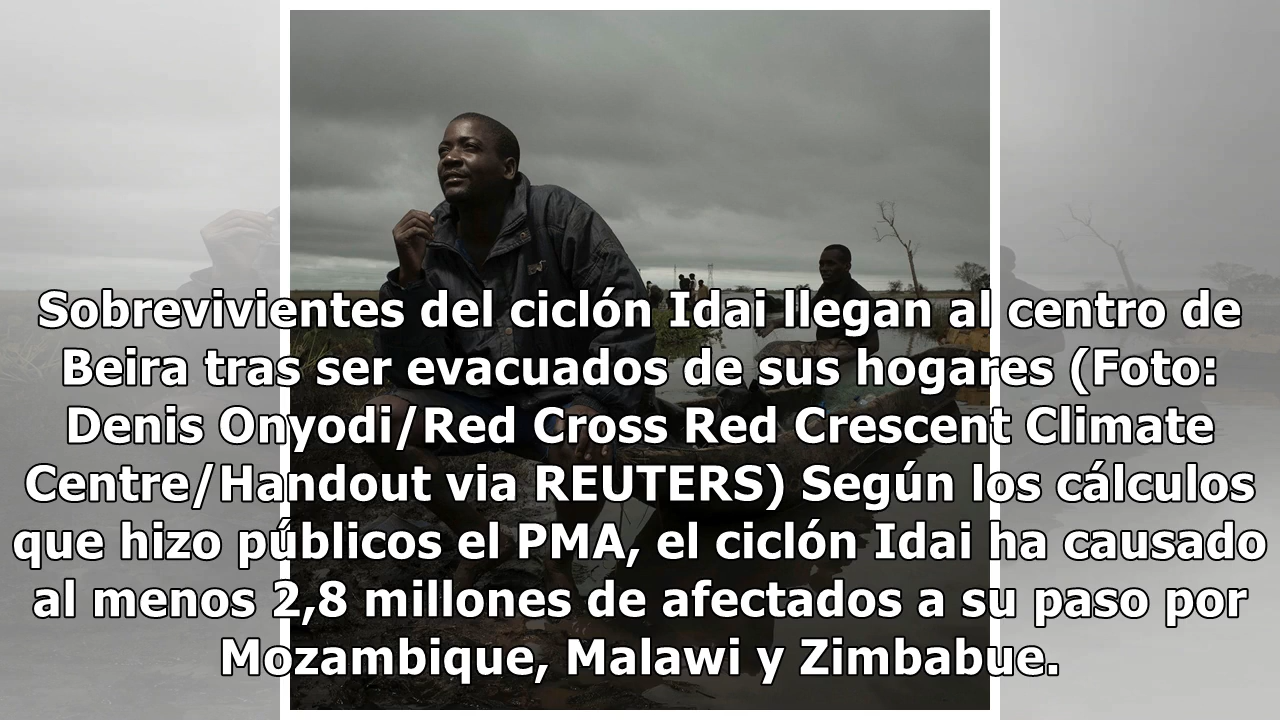 Sobrevivientes del ciclón Idai llegan al centro de
Beira tras ser evacuados de sus hogares (Foto:
Denis Onyodi/Red Cross Red Crescent Climate
Centre/Handout via REUTERS) Según los cálculos
que hizo públicos el PMA, el ciclón Idai ha causado
al menos 2,8 millones de afectados a su paso por
Mozambique, Malawi y Zimbabue.